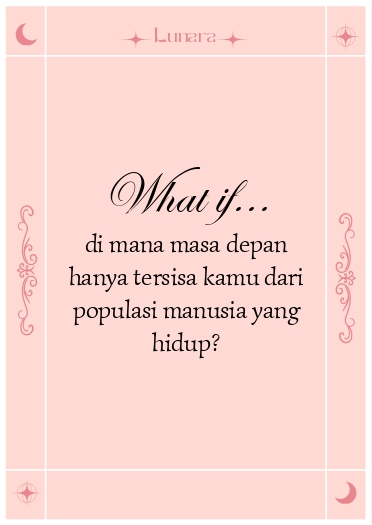 Lunara
What if...
di mana masa depan
hanya tersisa kamu dari
populasi manusia yang
hidup?